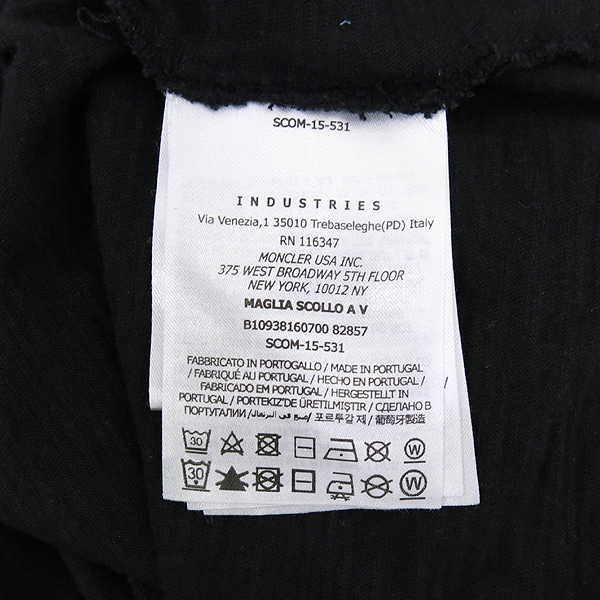 SCOM-15-531
INDUSTRIES
Via Venezia,1 35010 Trebaseleghe(PD) Italy
RN 116347
MONCLER USA INC.
375 WEST BROADWAY 5TH FLOOR
NEW YORK, 10012 NY
MAGLIA SCOLLO A V
B10938160700 82857
SCOM-15-531
FABBRICATO IN PORTOGALLO / MADE IN PORTUGAL
/ FABRIQUÉ AU PORTUGAL / HECHO EN PORTUGAL /
FABRICADO EM PORTUGAL / HERGESTELLT IN
PORTUGAL / PORTEKIZ'DE ÜRETILMIŞTIR / СДЕЛАНО В
ПОРТУГАЛИИ /صنع في البرتغال/ 포르투갈 제 / 葡萄牙製造
30 W
30 W